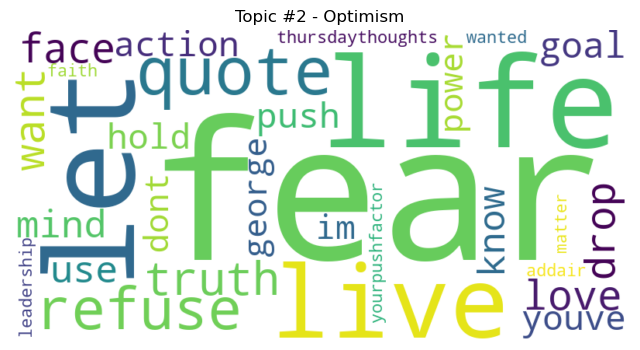 Topic #2 - Optimism
face
action
thursdaythoughts
wanted
goal
faith
quote
life
power
want
let
hold
push
fear
george
im
dont
mind
know
drop
matter
yourpushfactor
leadership
use
truth
addair
refuse
live
love
youve